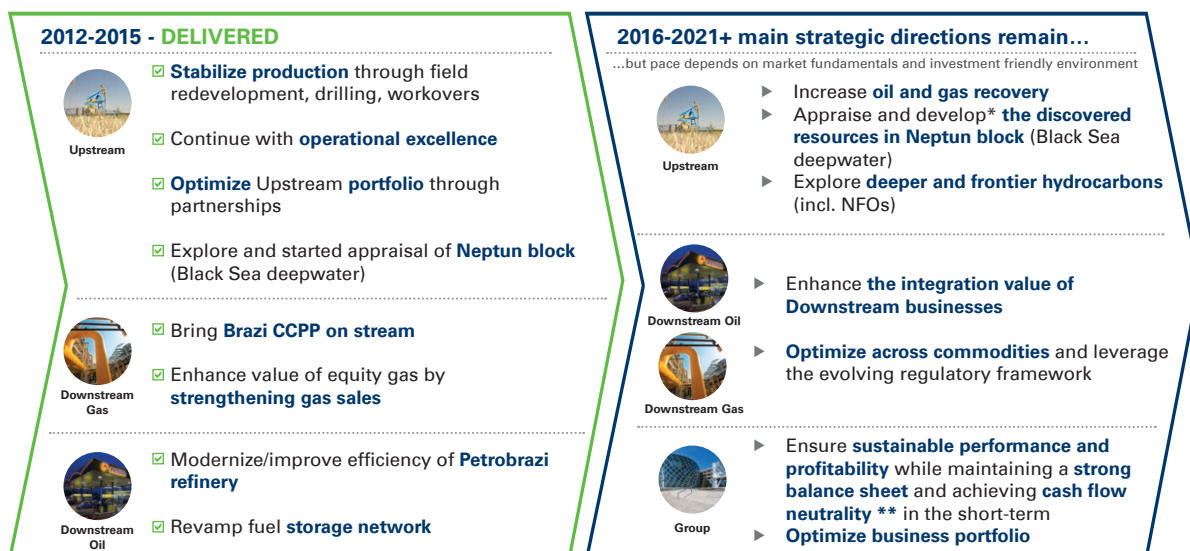 2012-2015 - DELIVERED
Upstream
Stabilize production through field
redevelopment, drilling, workovers
Continue with operational excellence
Optimize Upstream portfolio through
partnerships
Explore and started appraisal of Neptun block
(Black Sea deepwater)
Downstream
Gas
Bring Brazi CCPP on stream
Enhance value of equity gas by
strengthening gas sales
Downstream
Oil
Modernize/improve efficiency of Petrobrazi
refinery
Revamp fuel storage network
2016-2021+ main strategic directions remain…
...but pace depends on market fundamentals and investment friendly environment
Upstream
Increase oil and gas recovery
Appraise and develop* the discovered
resources in Neptun block (Black Sea
deepwater)
Explore deeper and frontier hydrocarbons
(incl. NFOs)
Downstream Oil
Enhance the integration value of
Downstream businesses
Downstream Gas
Optimize across commodities and leverage
the evolving regulatory framework
Group
Ensure sustainable performance and
profitability while maintaining a strong
balance sheet and achieving cash flow
neutrality ** in the short-term
Optimize business portfolio